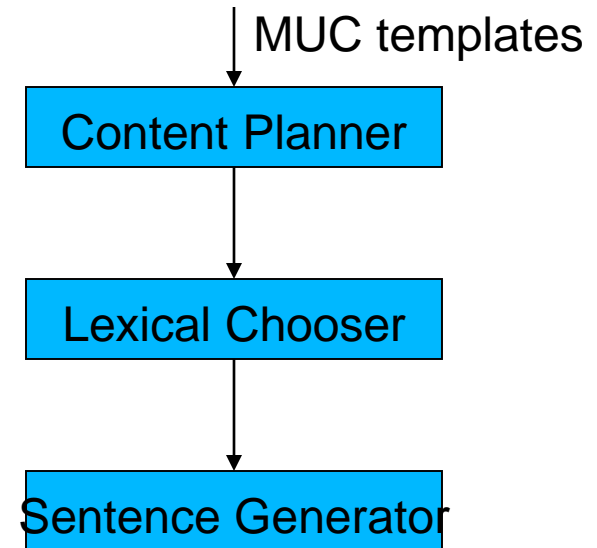 MUC templates
Content Planner
Lexical Chooser
Sentence Generator